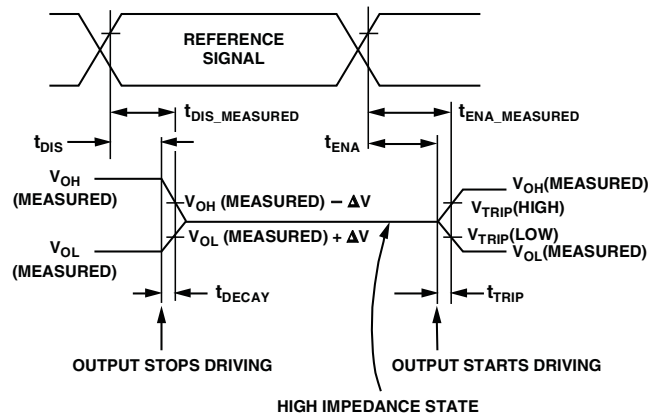 REFERENCE
SIGNAL
tDIS_MEASURED
tENA_MEASURED
tDIS
tENA
VOH
(MEASURED)
VOH (MEASURED) – ΔV
VOL (MEASURED) + ΔV
VOL
(MEASURED)
VOH(MEASURED)
VTRIP(HIGH)
VTRIP(LOW)
VOL(MEASURED)
tDECAY
tTRIP
OUTPUT STOPS DRIVING
OUTPUT STARTS DRIVING
HIGH IMPEDANCE STATE